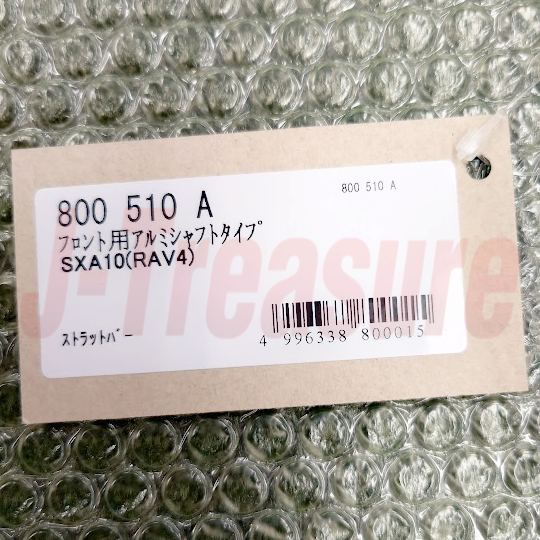 800 510 A
800 510 A
ﾌﾛﾝﾄ用ｱﾙﾐｼｬﾌﾄﾀｲﾌﾟ
SXA10(RAV4)
ｽﾄﾗｯﾄﾊﾞｰ
4 996338 800015
J-Treasure